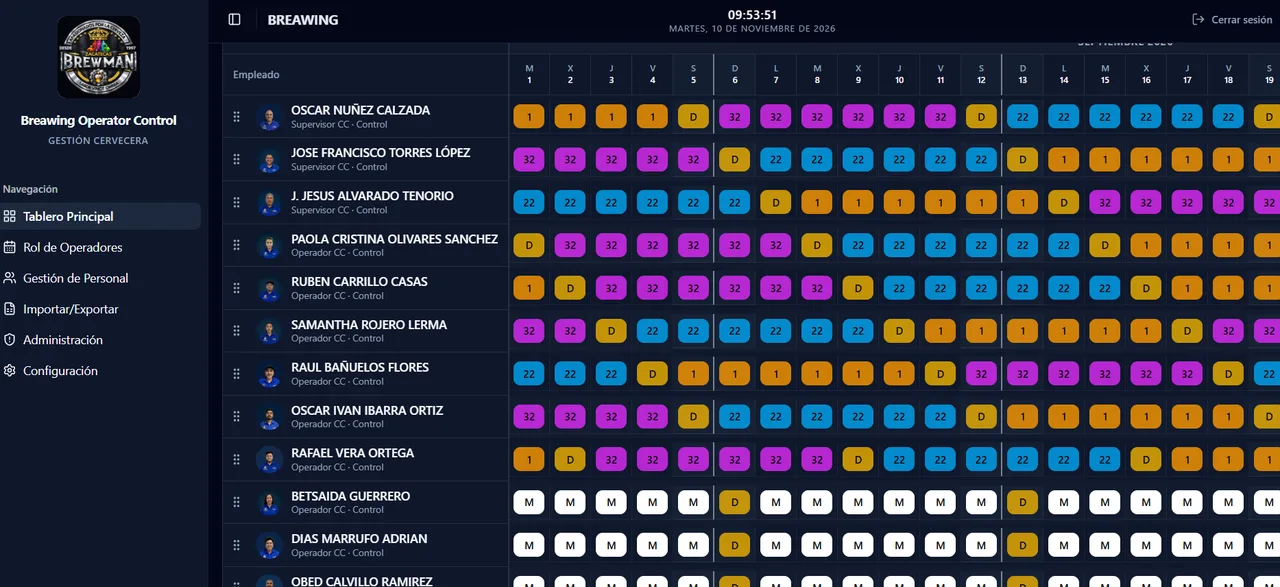 BREAWING
09:53:51
MARTES, 10 DE NOVIEMBRE DE 2026
Cerrar sesión
DESDE
1997
ZACATECAS
BREWMAN
Breawing Operator Control
GESTIÓN CERVECERA
Navegación
Tablero Principal
Rol de Operadores
Gestión de Personal
Importar/Exportar
Administración
Configuración
SEPTIEMBRE 2026
Empleado M X J V S D L M X J V S D L M X J V S
1 2 3 4 5 6 7 8 9 10 11 12 13 14 15 16 17 18 19
OSCAR NUÑEZ CALZADA 1 1 1 1 D 32 32 32 32 32 32 D 22 22 22 22 22 22 D
Supervisor CC · Control
JOSE FRANCISCO TORRES LÓPEZ 32 32 32 32 32 D 22 22 22 22 22 22 D 1 1 1 1 1 1
Supervisor CC · Control
J. JESUS ALVARADO TENORIO 22 22 22 22 22 22 D 1 1 1 1 1 1 D 32 32 32 32 32
Supervisor CC · Control
PAOLA CRISTINA OLIVARES SANCHEZ D 32 32 32 32 32 32 D 22 22 22 22 22 22 D 1 1 1 1
Operador CC · Control
RUBEN CARRILLO CASAS 1 D 32 32 32 32 32 32 D 22 22 22 22 22 22 D 1 1 1
Operador CC · Control
SAMANTHA ROJERO LERMA 32 32 D 22 22 22 22 22 22 D 1 1 1 1 1 1 D 32 32
Operador CC · Control
RAUL BAÑUELOS FLORES 22 22 22 D 1 1 1 1 1 1 D 32 32 32 32 32 32 D 22
Operador CC · Control
OSCAR IVAN IBARRA ORTIZ 32 32 32 32 D 22 22 22 22 22 22 D 1 1 1 1 1 1 D
Operador CC · Control
RAFAEL VERA ORTEGA 1 D 32 32 32 32 32 32 D 22 22 22 22 22 22 D 1 1 1
Operador CC · Control
BETSAIDA GUERRERO M M M M M D M M M M M M D M M M M M M
Operador CC · Control
DIAS MARRUFO ADRIAN M M M M M D M M M M M M D M M M M M M
Operador CC · Control
OBED CALVILLO RAMIREZ M M M M M D M M M M M M D M M M M M M